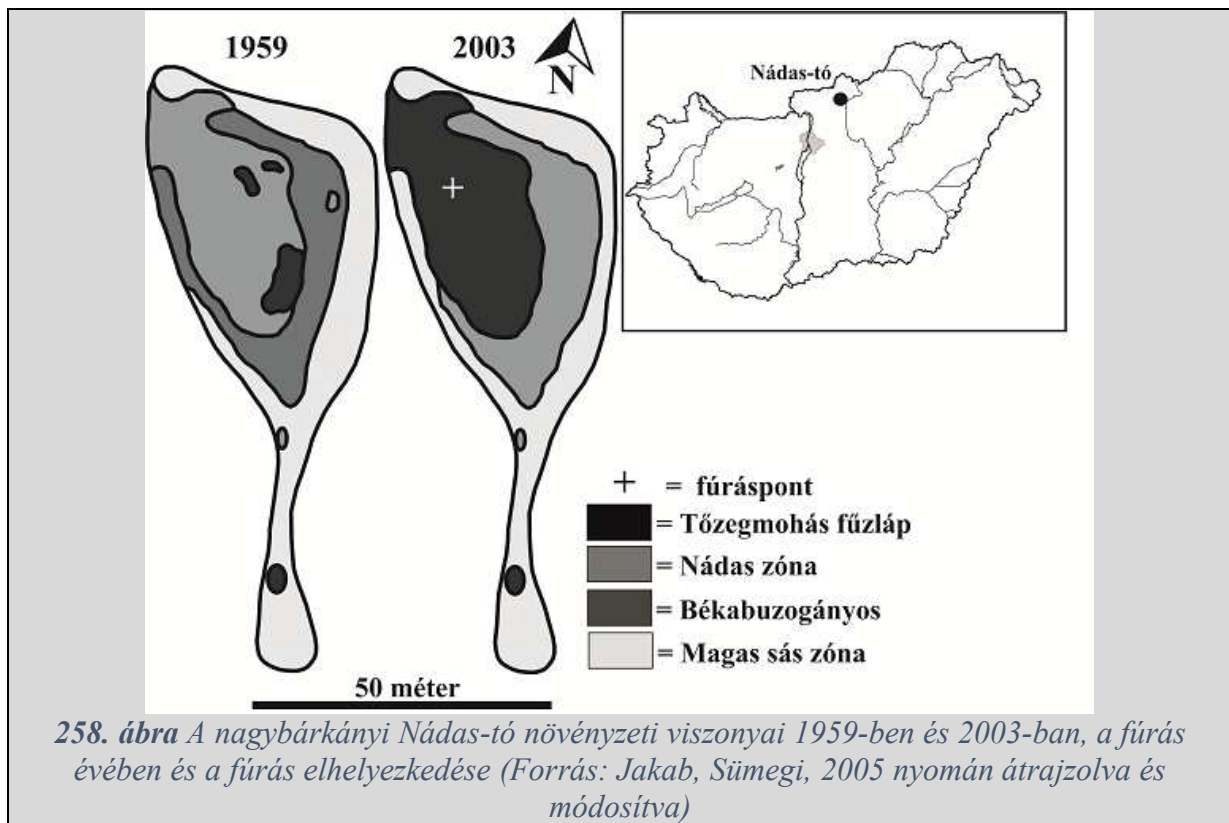 1959
2003
N
Nádas-tó
+ = fúráspont
= Tőzegmohás fűzláp
= Nádas zóna
= Békabuzogányos
= Magas sás zóna
50 méter
258. ábra A nagybárkányi Nádas-tó növényzeti viszonyai 1959-ben és 2003-ban, a fúrás
évében és a fúrás elhelyezkedése (Forrás: Jakab, Sümegi, 2005 nyomán átrajzolva és
módosítva)